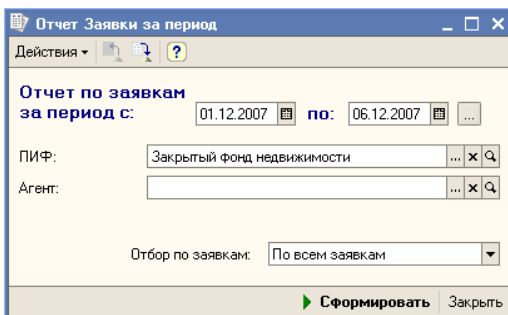 Отчет Заявки за период
Действия
Отчет по заявкам
за период с: 01.12.2007 по: 06.12.2007 ...
ПИФ: Закрытый фонд недвижимости ...
Агент: ...
Отбор по заявкам: По всем заявкам
Сформировать Закрыть